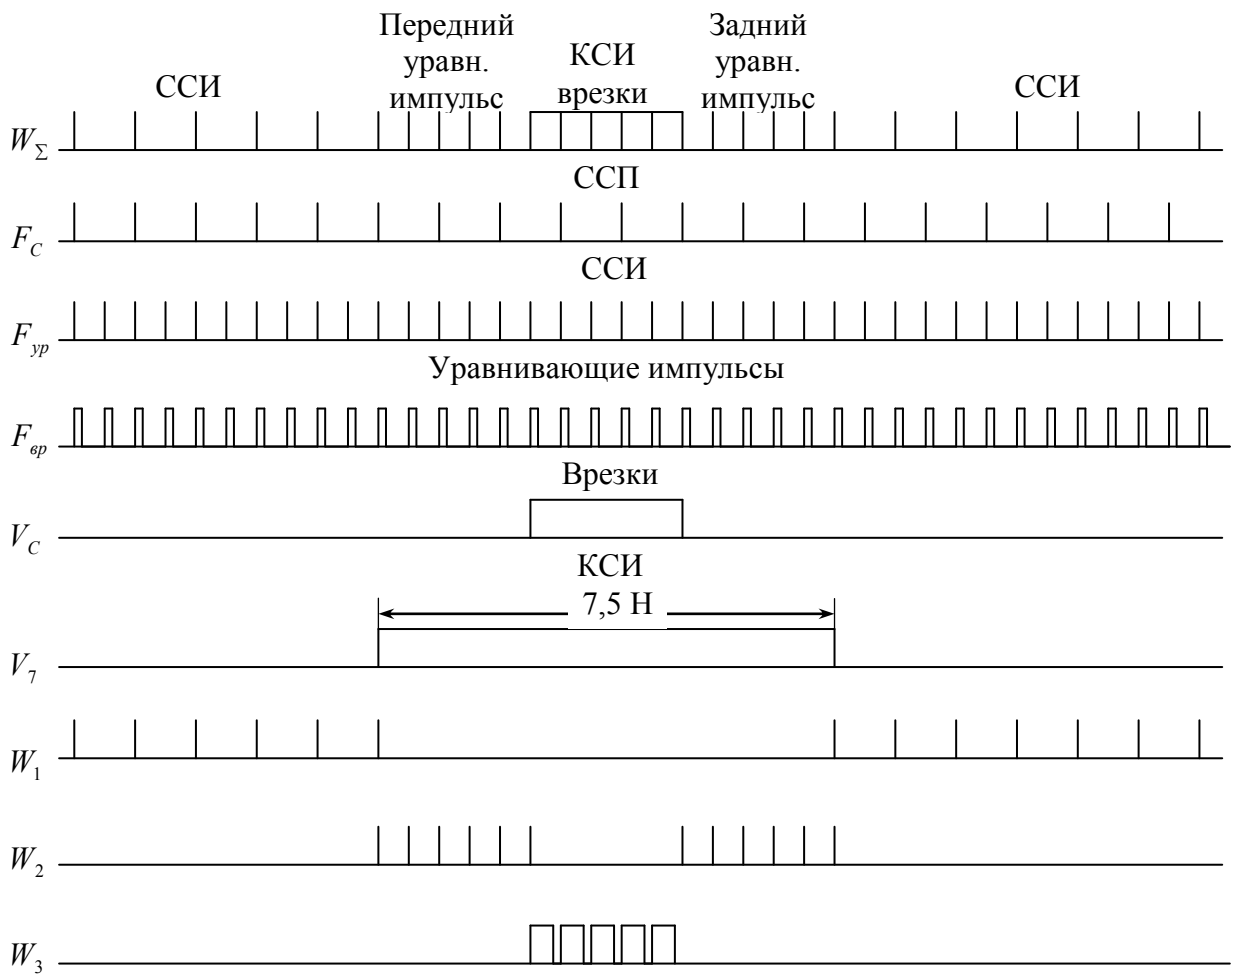 Передний
уравн.
импульс
Задний
уравн.
импульс
КСИ
врезки
ССИ
ССИ
W_Σ
ССП
F_C
ССИ
F_ур
Уравнивающие импульсы
F_вр
Врезки
V_C
КСИ
7,5 Н
V_7
W_1
W_2
W_3